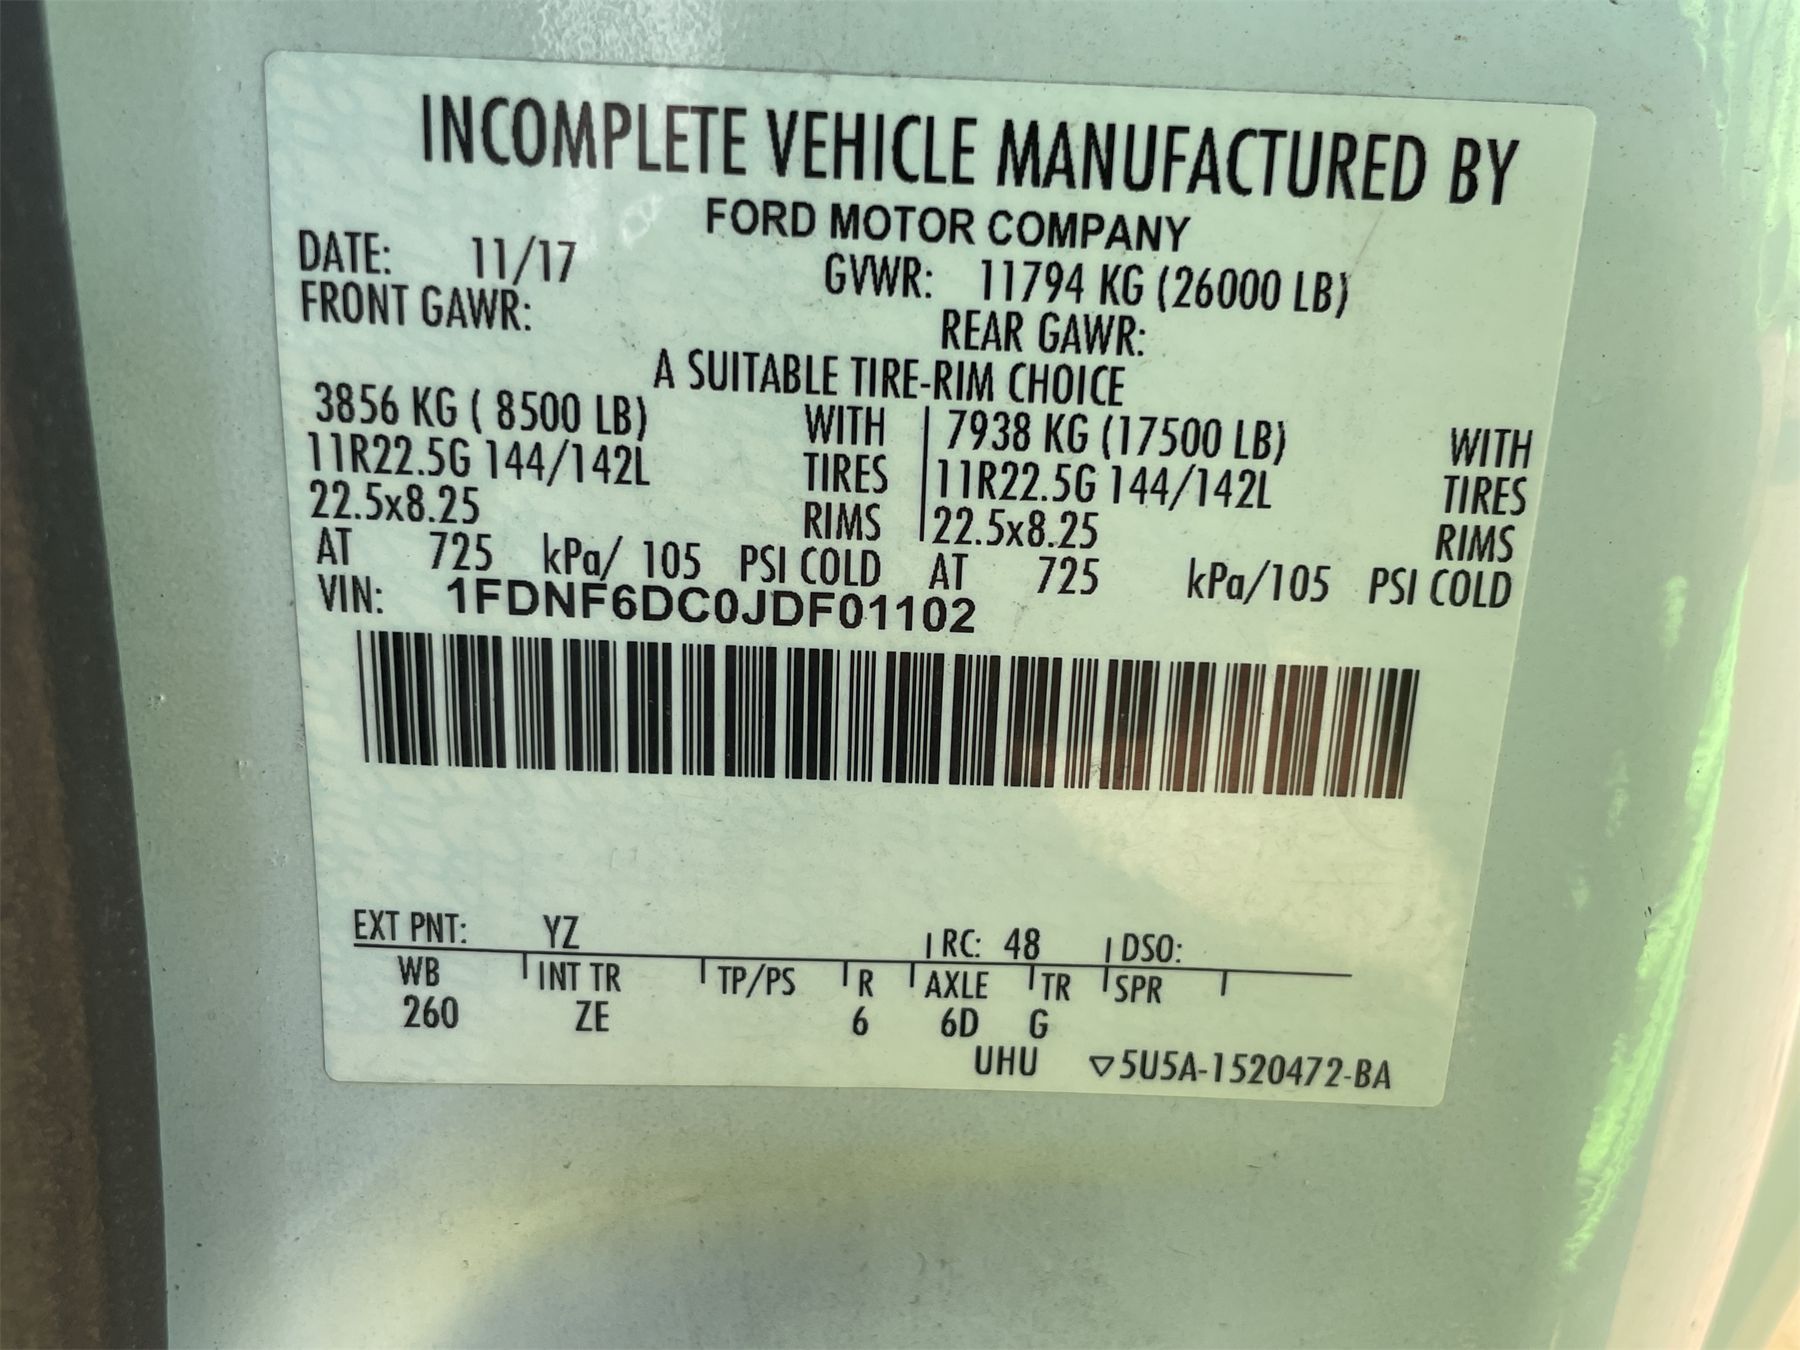 INCOMPLETE VEHICLE MANUFACTURED BY
FORD MOTOR COMPANY
DATE: 11/17 GVWR: 11794 KG (26000 LB)
FRONT GAWR: REAR GAWR:
A SUITABLE TIRE-RIM CHOICE
3856 KG ( 8500 LB) WITH | 7938 KG (17500 LB) WITH
11R22.5G 144/142L TIRES | 11R22.5G 144/142L TIRES
22.5x8.25 RIMS | 22.5x8.25 RIMS
AT 725 kPa/ 105 PSI COLD AT 725 kPa/105 PSI COLD
VIN: 1FDNF6DC0JDF01102
EXT PNT: YZ | RC: 48 | DSO:
WB | INT TR | TP/PS | R | AXLE | TR | SPR |
260 ZE 6 6D G
UHU ▽5U5A-1520472-BA